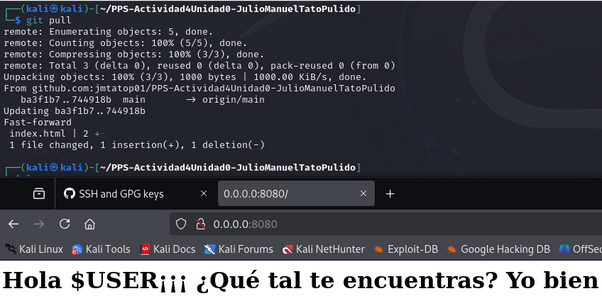 ┌──(kali㉿kali)-[~/PPS-Actividad4Unidad0-JulioManuelTatoPulido]
└─$ git pull
remote: Enumerating objects: 5, done.
remote: Counting objects: 100% (5/5), done.
remote: Compressing objects: 100% (3/3), done.
remote: Total 3 (delta 0), reused 0 (delta 0), pack-reused 0 (from 0)
Unpacking objects: 100% (3/3), 1000 bytes | 1000.00 KiB/s, done.
From github.com:jmtatop01/PPS-Actividad4Unidad0-JulioManuelTatoPulido
ba3f1b7..744918b main -> origin/main
Updating ba3f1b7..744918b
Fast-forward
index.html | 2 +-
1 file changed, 1 insertion(+), 1 deletion(-)
┌──(kali㉿kali)-[~/PPS-Actividad4Unidad0-JulioManuelTatoPulido]
SSH and GPG keys × 0.0.0.0:8080/ × +
0.0.0.0:8080
Kali Linux Kali Tools Kali Docs Kali Forums Kali NetHunter Exploit-DB Google Hacking DB OffSec
Hola $USER¡¡¡ ¿Qué tal te encuentras? Yo bien